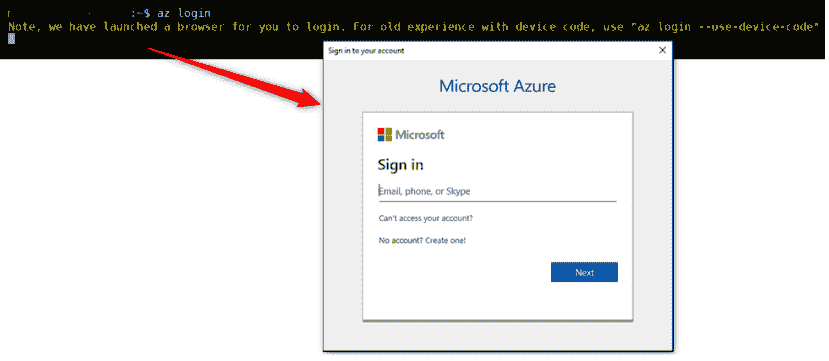 :~$ az login
Note, we have launched a browser for you to login. For old experience with device code, use "az login --use-device-code"
Sign in to your account
Microsoft Azure
Microsoft
Sign in
Email, phone, or Skype
Can't access your account?
No account? Create one!
Next